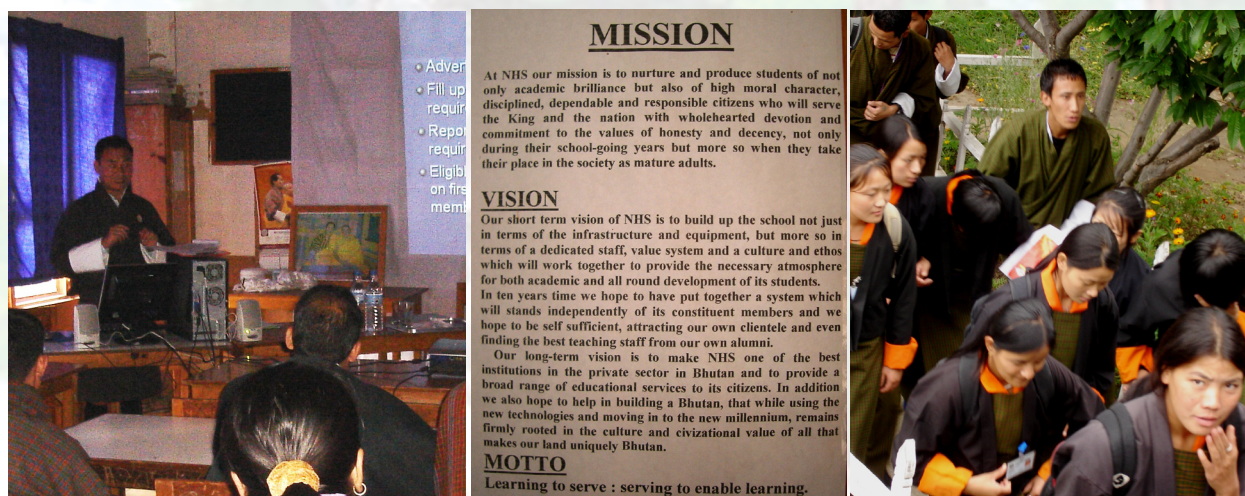 • Adver
• Fill up
requir
• Repor
requir
• Eligibl
on firs
memb
MISSION
At NHS our mission is to nurture and produce students of not
only academic brilliance but also of high moral character,
disciplined, dependable and responsible citizens who will serve
the King and the nation with wholehearted devotion and
commitment to the values of honesty and decency, not only
during their school-going years but more so when they take
their place in the society as mature adults.
VISION
Our short term vision of NHS is to build up the school not just
in terms of the infrastructure and equipment, but more so in
terms of a dedicated staff, value system and a culture and ethos
which will work together to provide the necessary atmosphere
for both academic and all round development of its students.
In ten years time we hope to have put together a system which
will stands independently of its constituent members and we
hope to be self sufficient, attracting our own clientele and even
finding the best teaching staff from our own alumni.
Our long-term vision is to make NHS one of the best
institutions in the private sector in Bhutan and to provide a
broad range of educational services to its citizens. In addition
we also hope to help in building a Bhutan, that while using the
new technologies and moving in to the new millennium, remains
firmly rooted in the culture and civizational value of all that
makes our land uniquely Bhutan.
MOTTO
Learning to serve : serving to enable learning.